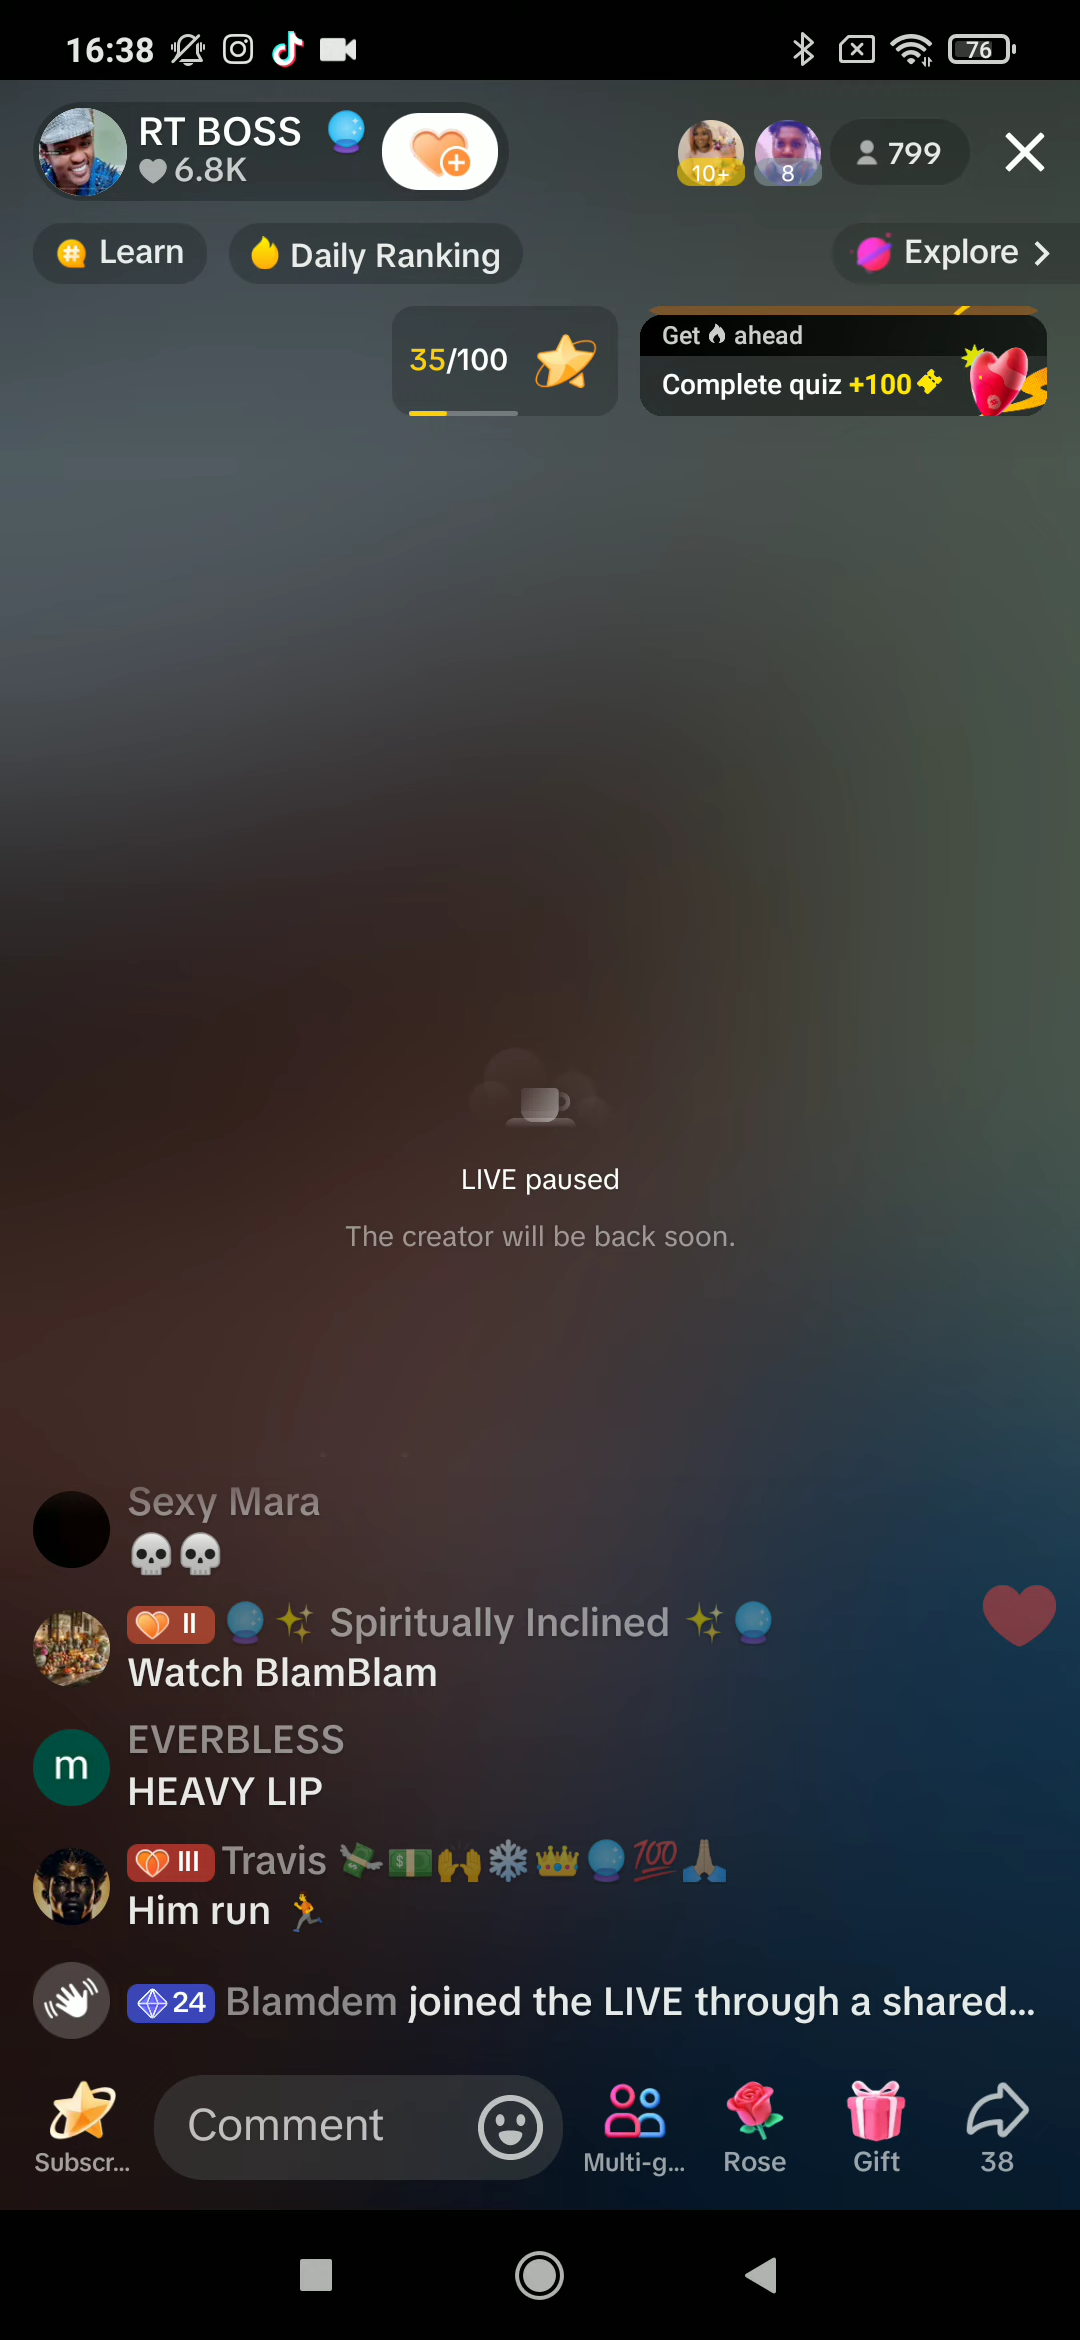 16:38
76
RT BOSS 🔮
6.8K
10+
8
799
Learn
Daily Ranking
Explore
35/100
Get 🔥 ahead
Complete quiz +100
LIVE paused
The creator will be back soon.
Sexy Mara
💀💀
II 🔮✨ Spiritually Inclined ✨🔮
Watch BlamBlam
m
EVERBLESS
HEAVY LIP
III Travis 💸💵🙌❄️👑🔮💯🙏🏽
Him run 🏃
24 Blamdem joined the LIVE through a shared...
Comment
Subscr...
Multi-g...
Rose
Gift
38